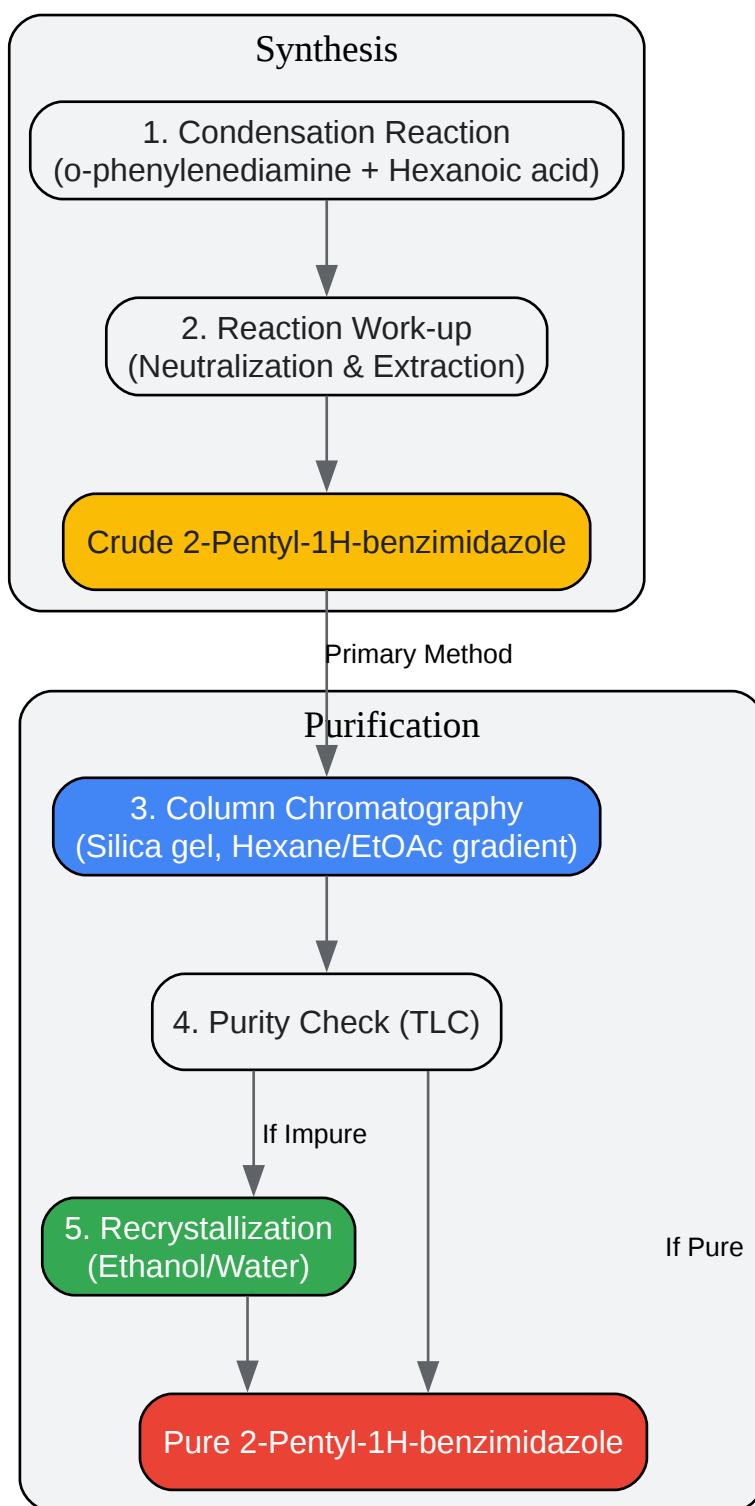 Synthesis
1. Condensation Reaction
(o-phenylenediamine + Hexanoic acid)
2. Reaction Work-up
(Neutralization & Extraction)
Crude 2-Pentyl-1H-benzimidazole
Primary Method
Purification
3. Column Chromatography
(Silica gel, Hexane/EtOAc gradient)
4. Purity Check (TLC)
If Impure
5. Recrystallization
(Ethanol/Water)
If Pure
Pure 2-Pentyl-1H-benzimidazole